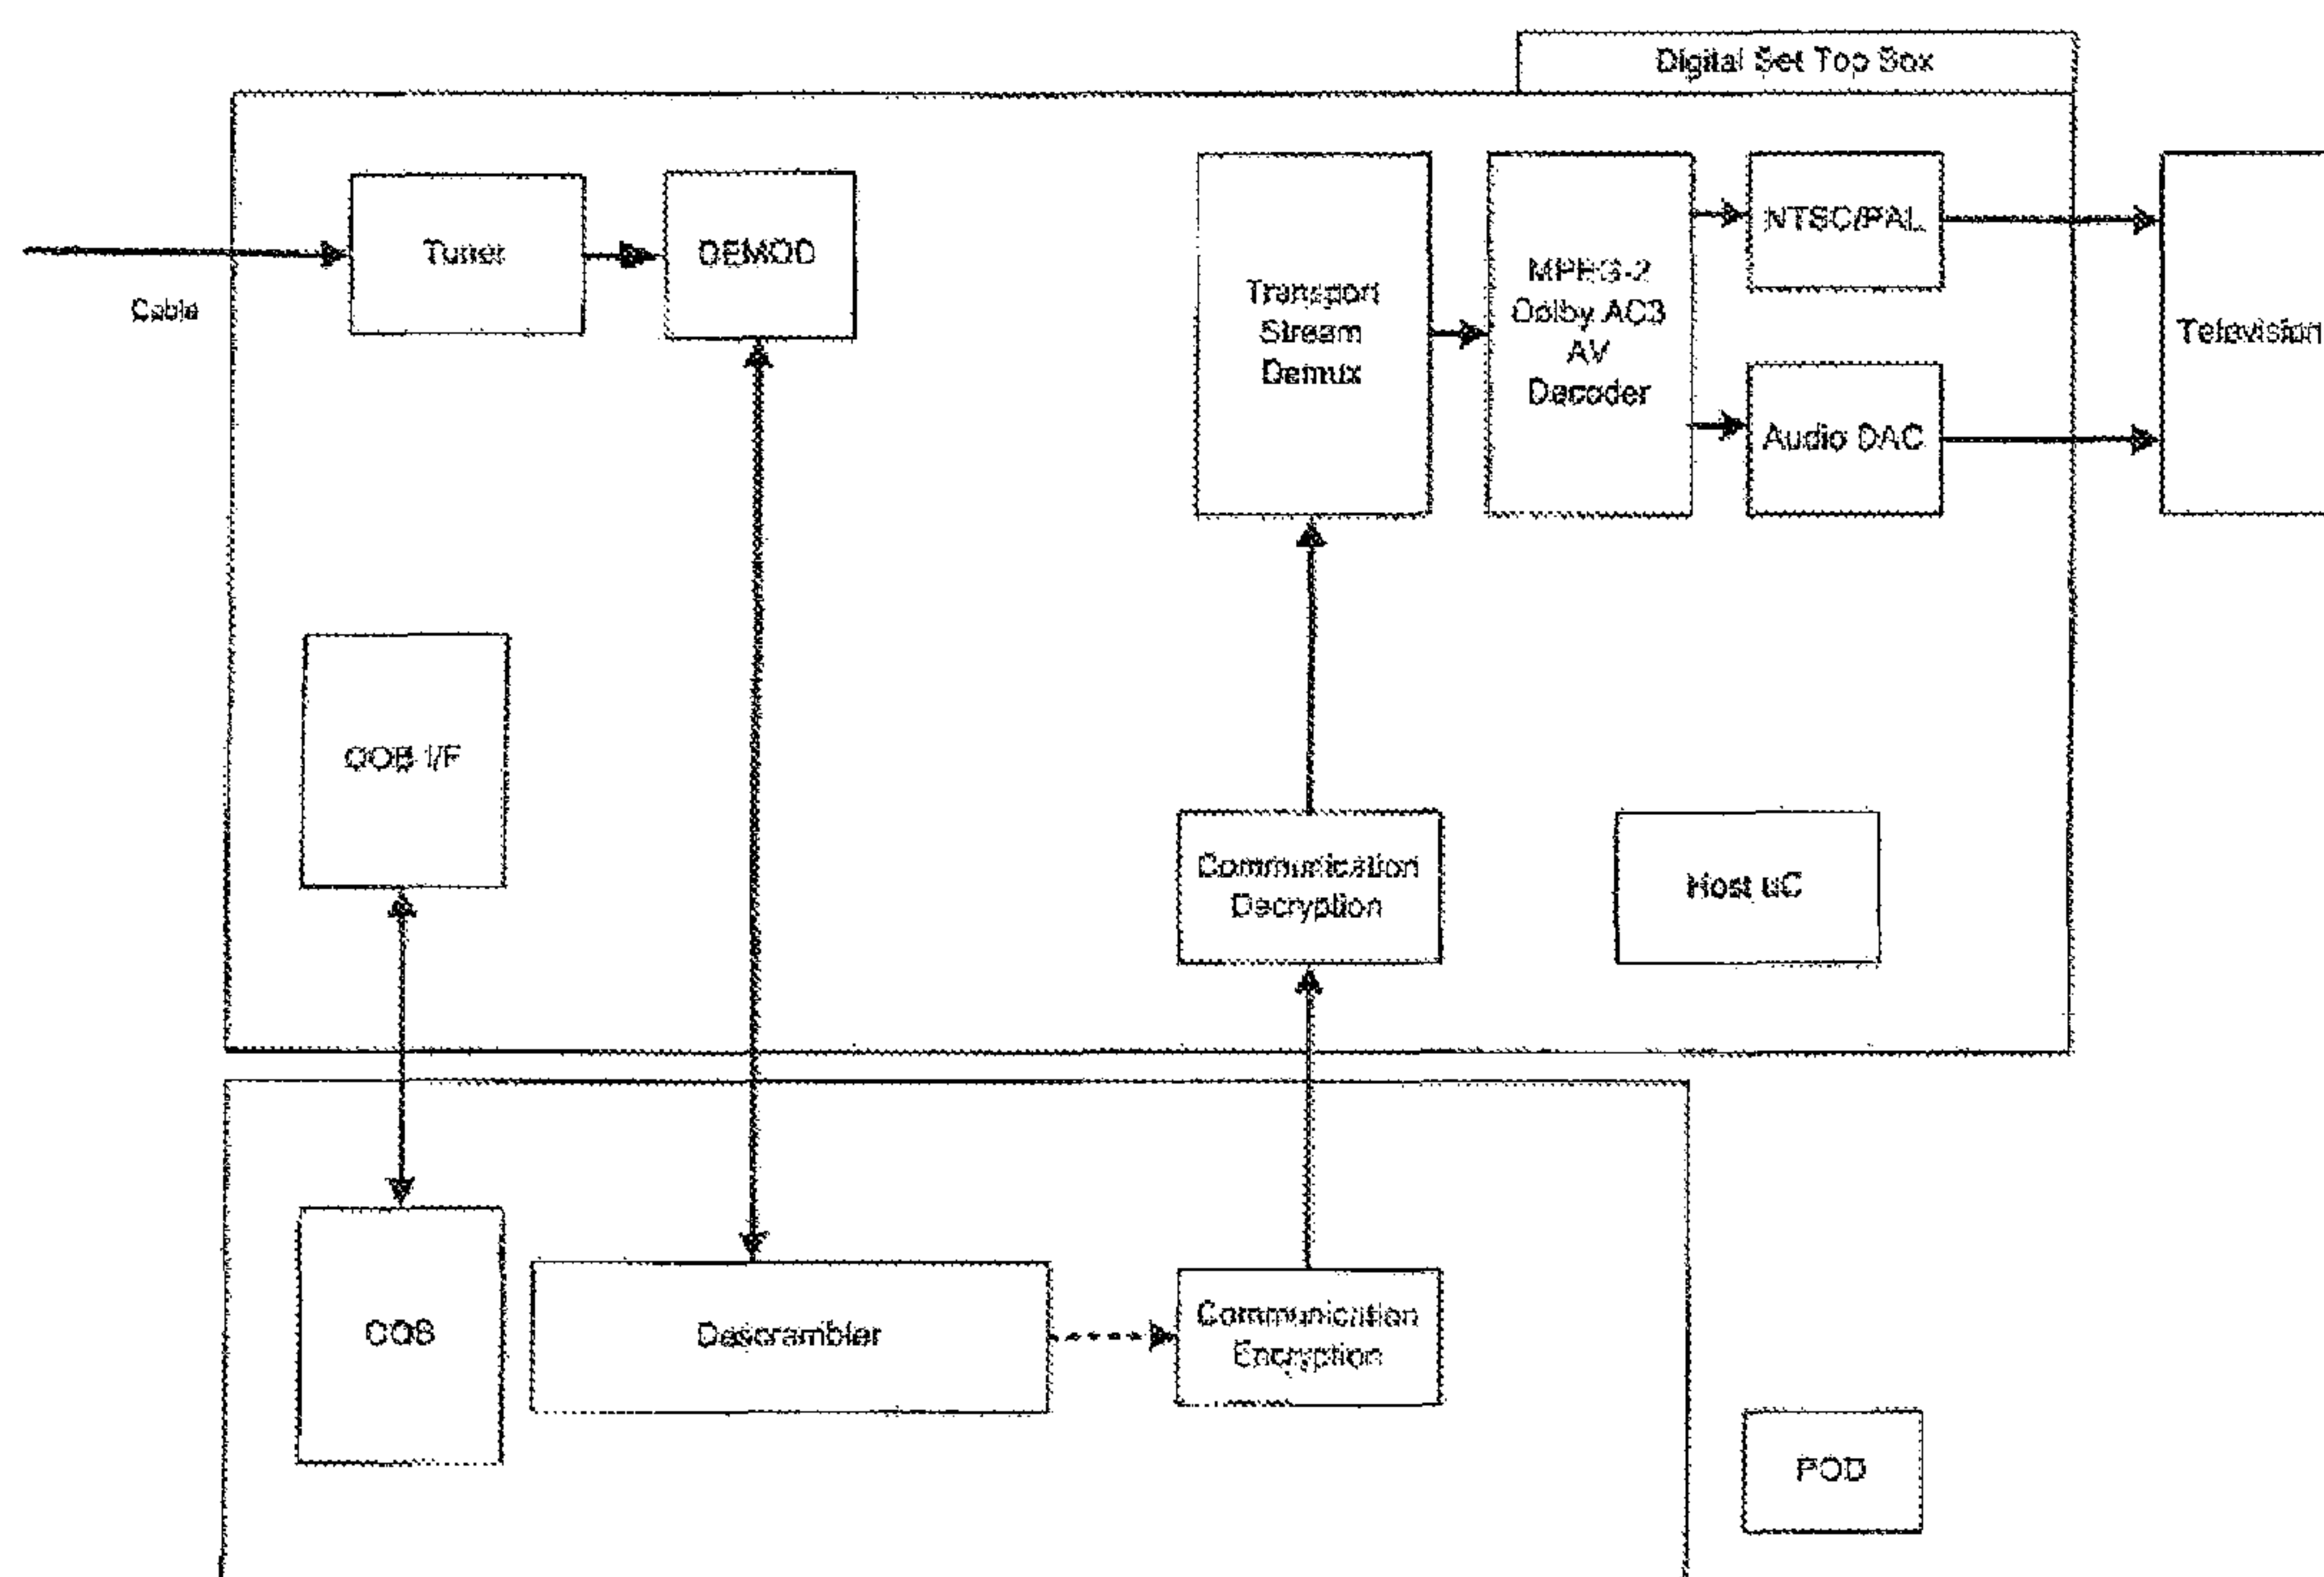 Digital Set Top Box
Cable
Tuner
DEMOD
Transport
Stream
Demux
MPEG-2
Dolby AC3
AV
Decoder
NTSC/PAL
Audio DAC
Television
OOB I/F
Communication
Decryption
Host uC
Descrambler
Communication
Encryption
POD